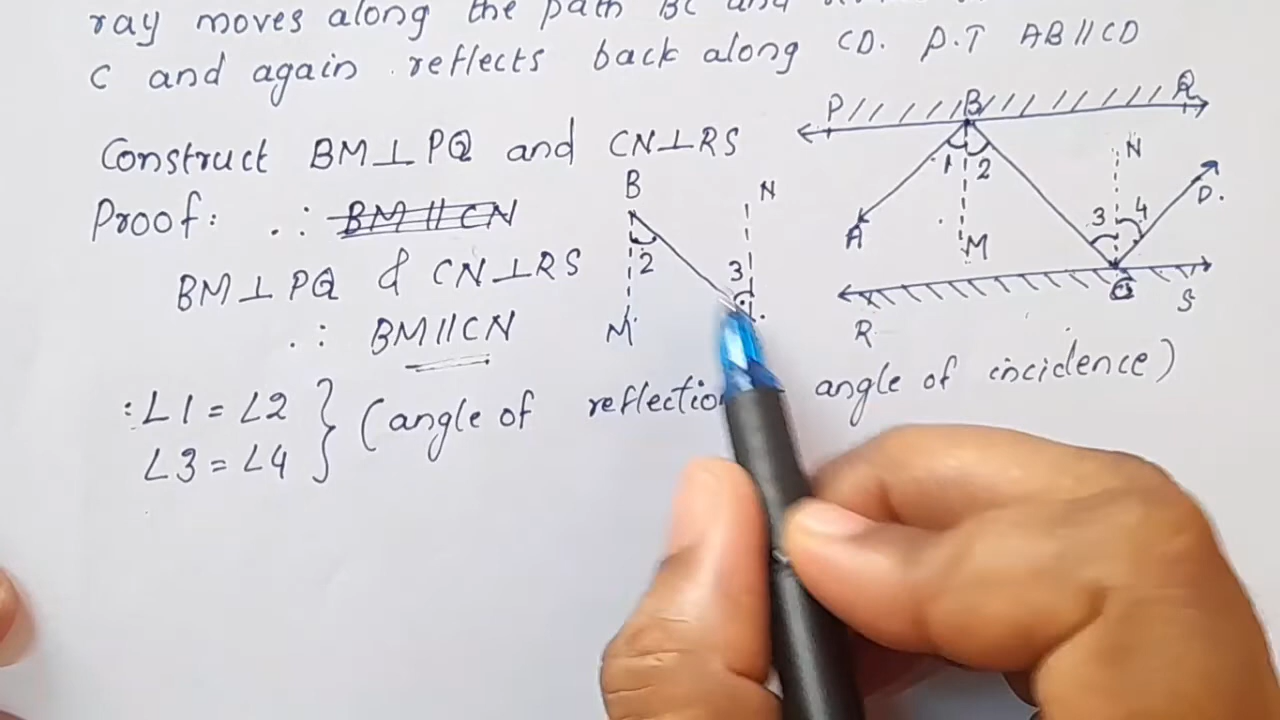 ray moves along the path BC and
C and again reflects back along CD. P.T AB//CD
Construct BM⊥PQ and CN⊥RS
Proof: ∴ BM//CN
BM⊥PQ & CN⊥RS
∴ BM//CN
:∠1 = ∠2 } (angle of reflection angle of incidence)
∠3 = ∠4
B
N
2
3
M
P
B
Q
1
2
N
3
4
D.
A
M
C
R
S